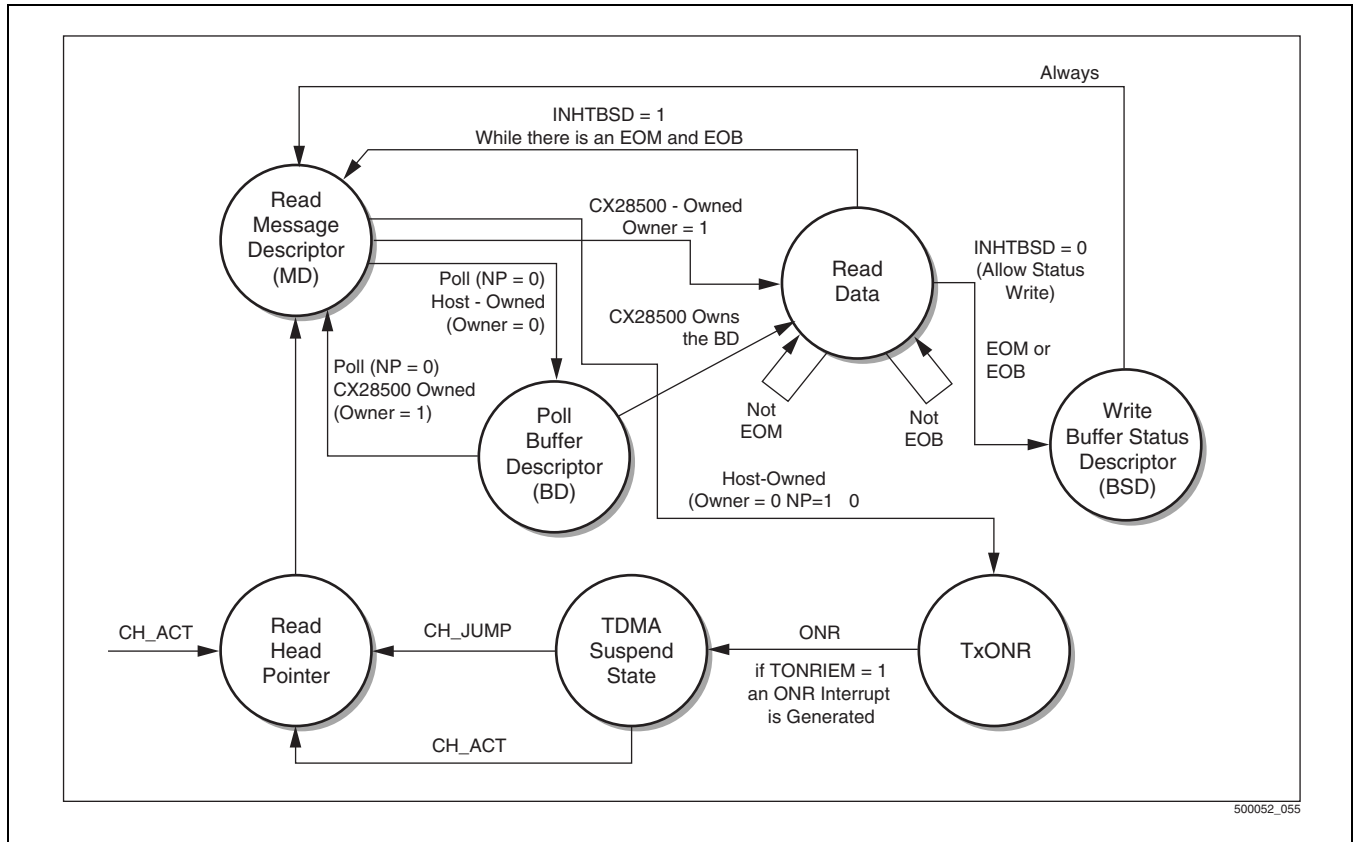 Always
INHTBSD = 1
While there is an EOM and EOB
Read
Message
Descriptor
(MD)
CX28500 - Owned
Owner = 1
Read
Data
INHTBSD = 0
(Allow Status
Write)
Poll (NP = 0)
Host - Owned
(Owner = 0)
CX28500 Owns
the BD
Poll (NP = 0)
CX28500 Owned
(Owner = 1)
EOM or
EOB
Poll
Buffer
Descriptor
(BD)
Not
EOM
Not
EOB
Write
Buffer Status
Descriptor
(BSD)
Host-Owned
(Owner = 0 NP=1 0
CH_ACT
Read
Head
Pointer
CH_JUMP
TDMA
Suspend
State
ONR
if TONRIEM = 1
an ONR Interrupt
is Generated
TxONR
CH_ACT
500052_055